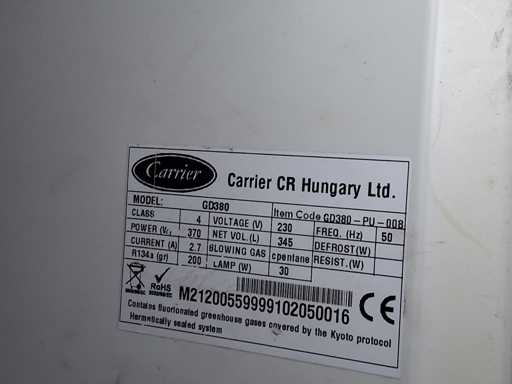 Carrier
Carrier CR Hungary Ltd.
MODEL: GD380 Item Code GD380-PU-008
CLASS 4 VOLTAGE (V) 230 FREQ. (Hz) 50
POWER 370 NET VOL.(L) 345 DEFROST(W)
CURRENT (A) 2.7 BLOWING GAS cpentane RESIST.(W)
R134a (gr) 200 LAMP (W) 30
RoHS
M21200559999102050016 CE
Contains fluorionated greenhouse gases covered by the Kyoto protocol
Hermetically sealed system